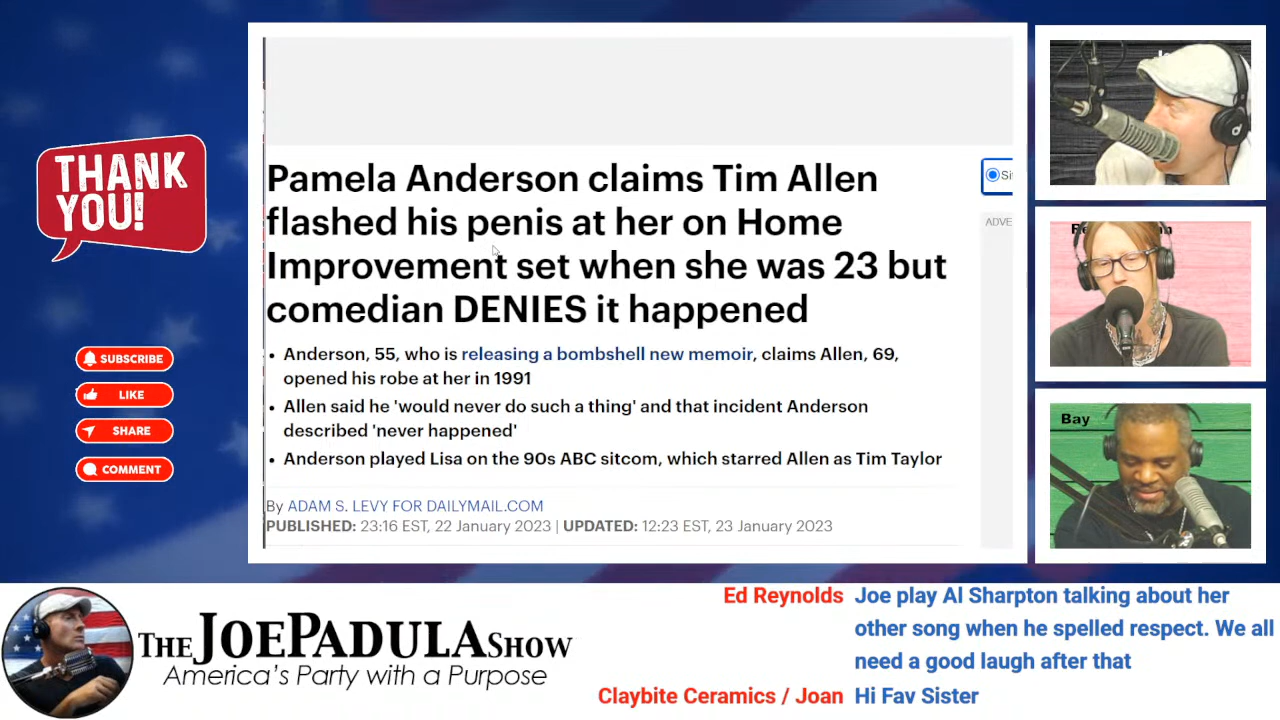 THANK
YOU!
SUBSCRIBE
LIKE
SHARE
COMMENT
Pamela Anderson claims Tim Allen
flashed his penis at her on Home
Improvement set when she was 23 but
comedian DENIES it happened
• Anderson, 55, who is releasing a bombshell new memoir, claims Allen, 69,
opened his robe at her in 1991
• Allen said he 'would never do such a thing' and that incident Anderson
described 'never happened'
• Anderson played Lisa on the 90s ABC sitcom, which starred Allen as Tim Taylor
By ADAM S. LEVY FOR DAILYMAIL.COM
PUBLISHED: 23:16 EST, 22 January 2023 | UPDATED: 12:23 EST, 23 January 2023
ADVE
Bay
THE JOEPADULA SHOW
America's Party with a Purpose
Ed Reynolds Joe play Al Sharpton talking about her
other song when he spelled respect. We all
need a good laugh after that
Claybite Ceramics / Joan Hi Fav Sister